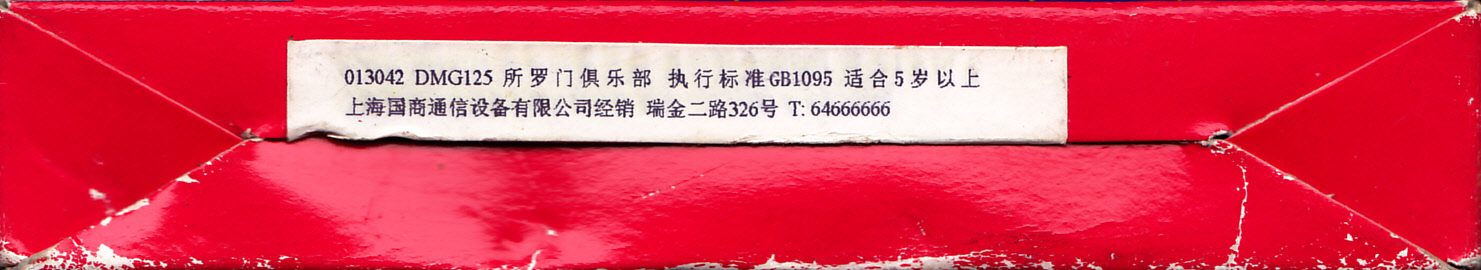 013042 DMG125 所罗门俱乐部 执行标准GB1095 适合5岁以上
上海国商通信设备有限公司经销 瑞金二路326号 T: 64666666